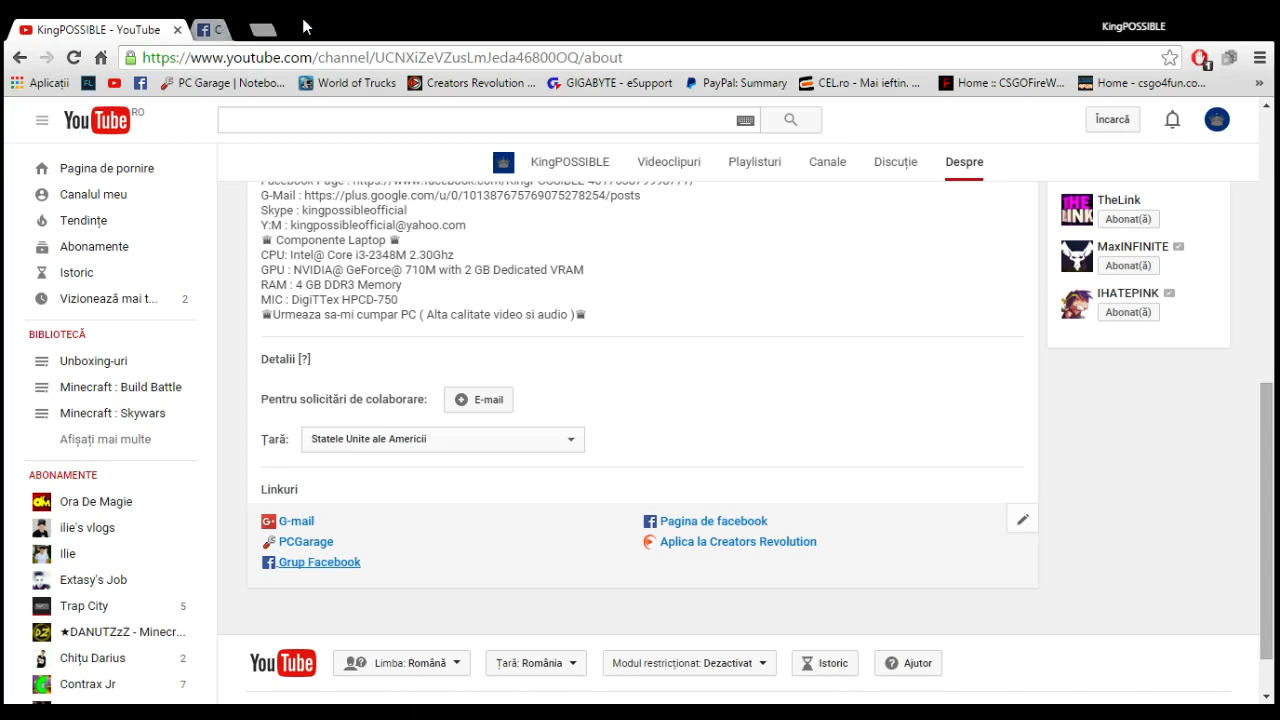 KingPOSSIBLE - YouTube
C
KingPOSSIBLE
https://www.youtube.com/channel/UCNXiZeVZusLmJeda46800OQ/about
1
Aplicații
FL
PC Garage | Notebo...
World of Trucks
Creators Revolution ...
GIGABYTE - eSupport
PayPal: Summary
CEL.ro - Mai ieftin. ...
Home :: CSGOFireW...
Home - csgo4fun.co...
»
YouTube RO
Încarcă
KingPOSSIBLE
Videoclipuri
Playlisturi
Canale
Discuție
Despre
Pagina de pornire
Canalul meu
Tendințe
Abonamente
Istoric
Vizionează mai t... 2
BIBLIOTECĂ
Unboxing-uri
Minecraft : Build Battle
Minecraft : Skywars
Afișați mai multe
ABONAMENTE
Ora De Magie
ilie's vlogs
Ilie
Extasy's Job
Trap City 5
★DANUTZzZ - Minecr...
Chițu Darius 2
Contrax Jr 7
G-Mail : https://plus.google.com/u/0/101387675769075278254/posts
Skype : kingpossibleofficial
Y:M : kingpossibleofficial@yahoo.com
♛ Componente Laptop ♛
CPU: Intel@ Core i3-2348M 2.30Ghz
GPU : NVIDIA@ GeForce@ 710M with 2 GB Dedicated VRAM
RAM : 4 GB DDR3 Memory
MIC : DigiTTex HPCD-750
♛Urmeaza sa-mi cumpar PC ( Alta calitate video si audio )♛
Detalii [?]
Pentru solicitări de colaborare:
E-mail
Țară:
Statele Unite ale Americii
Linkuri
G-mail
Pagina de facebook
PCGarage
Aplica la Creators Revolution
Grup Facebook
THE LINK
TheLink
Abonat(ă)
MaxINFINITE
Abonat(ă)
IHATEPINK
Abonat(ă)
YouTube
Limba: Română
Țară: România
Modul restricționat: Dezactivat
Istoric
Ajutor